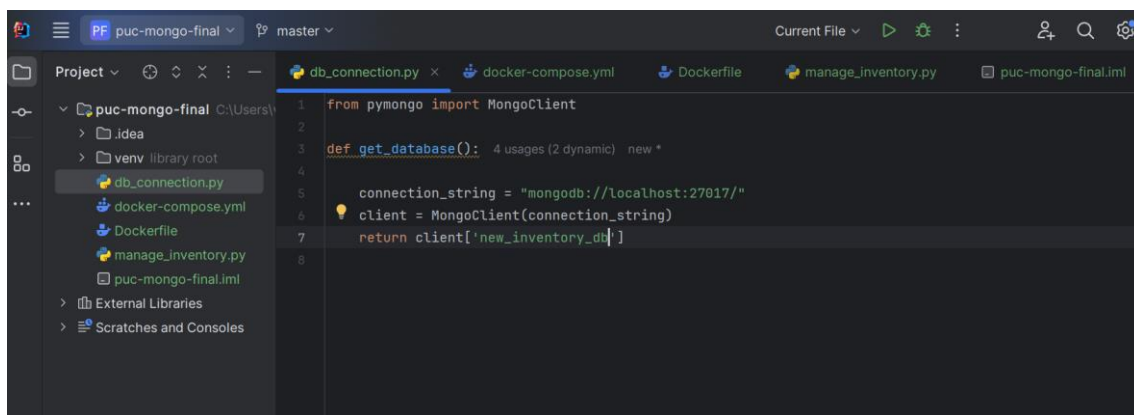 PF puc-mongo-final master Current File
Project db_connection.py docker-compose.yml Dockerfile manage_inventory.py puc-mongo-final.iml
puc-mongo-final C:\Users\
.idea
venv library root
db_connection.py
docker-compose.yml
Dockerfile
manage_inventory.py
puc-mongo-final.iml
External Libraries
Scratches and Consoles
1 from pymongo import MongoClient
2
3 def get_database(): 4 usages (2 dynamic) new *
4
5 connection_string = "mongodb://localhost:27017/"
6 client = MongoClient(connection_string)
7 return client['new_inventory_db']
8